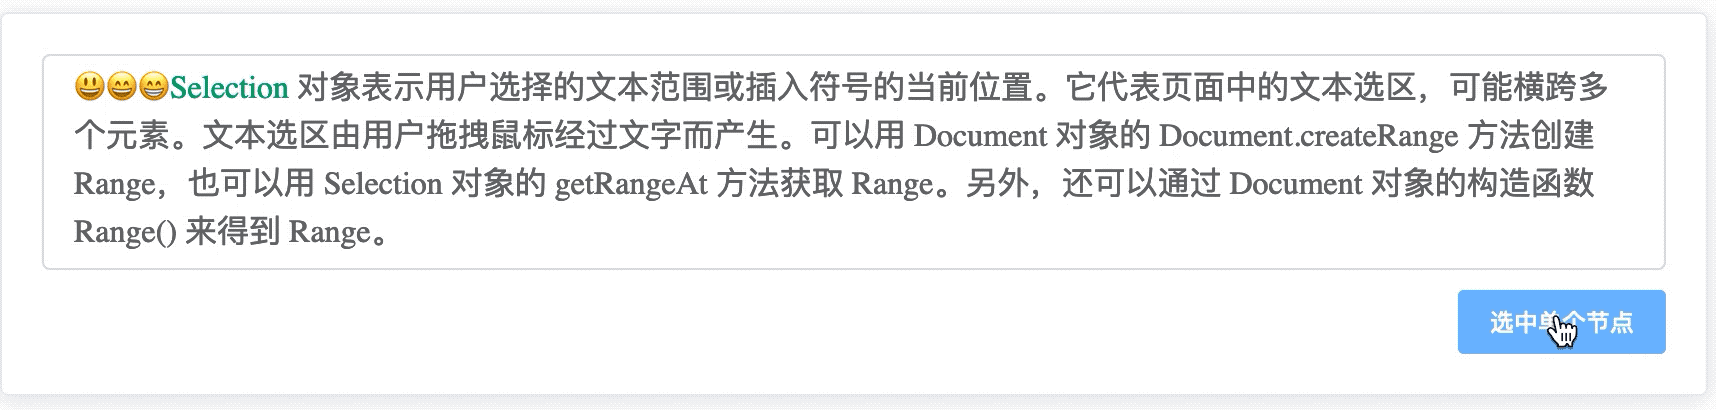 😃😄😁Selection 对象表示用户选择的文本范围或插入符号的当前位置。它代表页面中的文本选区，可能横跨多
个元素。文本选区由用户拖拽鼠标经过文字而产生。可以用 Document 对象的 Document.createRange 方法创建
Range，也可以用 Selection 对象的 getRangeAt 方法获取 Range。另外，还可以通过 Document 对象的构造函数
Range() 来得到 Range。
选中单个节点